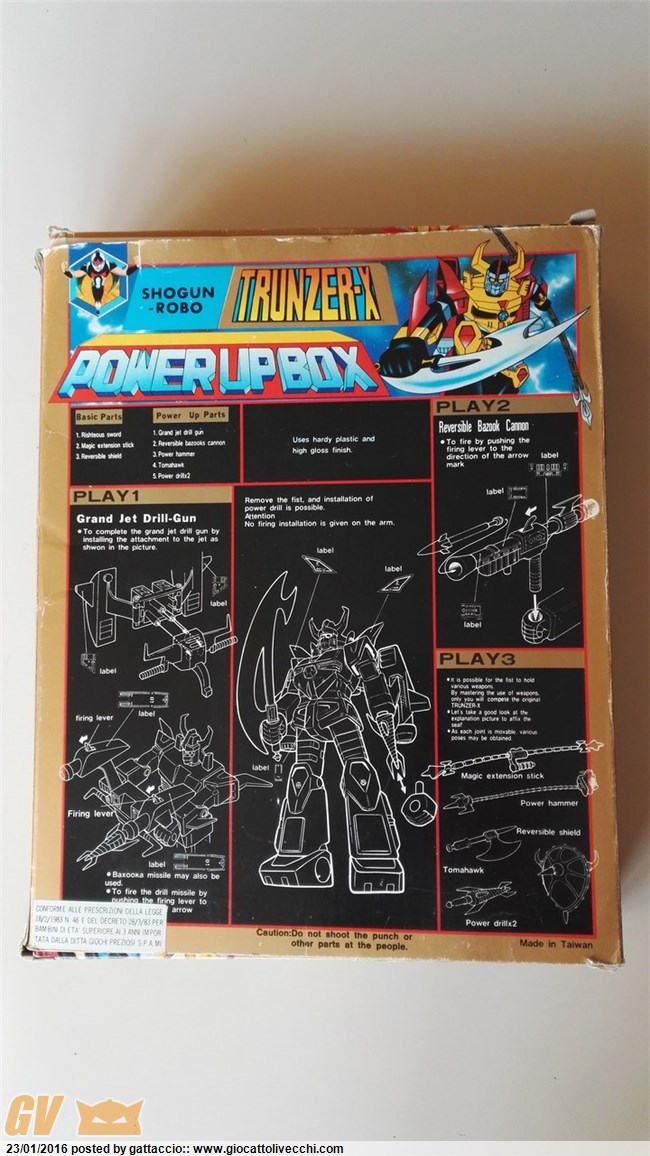 SHOGUN
-ROBO
TRUNZER-X
POWER UP BOX
Basic Parts
1. Rishteous sword
2. Magic extension stick
3. Reversible shield
Power Up Parts
1. Grand jet drill gun
2. Reversible bazooks cannon
3. Power hammer
4. Tomahawk
5. Power drillx2
Uses hardy plastic and
high gloss finish.
PLAY1
Grand Jet Drill-Gun
• To complete the grand jet drill gun by
installing the attachment to the jet as
shwon in the picture.
label
label
firing lever
label
Firing lever
label
• Baxooka missile may also be
used.
• To fire the drill missile by
pushing the firing lever to
arrow
Remove the fist, and installation of
power drill is possible.
Attention
No firing installation is given on the arm.
label
label
label
PLAY2
Reversible Bazook Cannon
• To fire by pushing the
firing lever to the
direction of the arrow
mark
label
label
label
PLAY3
• It is possible for the fist to hold
various weapons.
By mastering the use of weapons,
only you will compete the original
TRUNZER-X
• Let's take a good look at the
explanation picture to affix the
seal!
• As each joint is movable, various
poses may be obtained.
Magic extension stick
Power hammer
Reversible shield
Tomahawk
Power drillx2
Caution:Do not shoot the punch or
other parts at the people.
Made in Taiwan
CONFORME ALLE PRESCRIZIONI DELLA LEGGE
18/2/1983 N. 46 E DEL DECRETO 28/3/83 PER
BAMBINI DI ETA' SUPERIORE AI 3 ANNI IMPOR
TATA DALLA DITTA GIOCHI PREZIOSI S.P.A. MI
GV
23/01/2016 posted by gattaccio:: www.giocattolivecchi.com